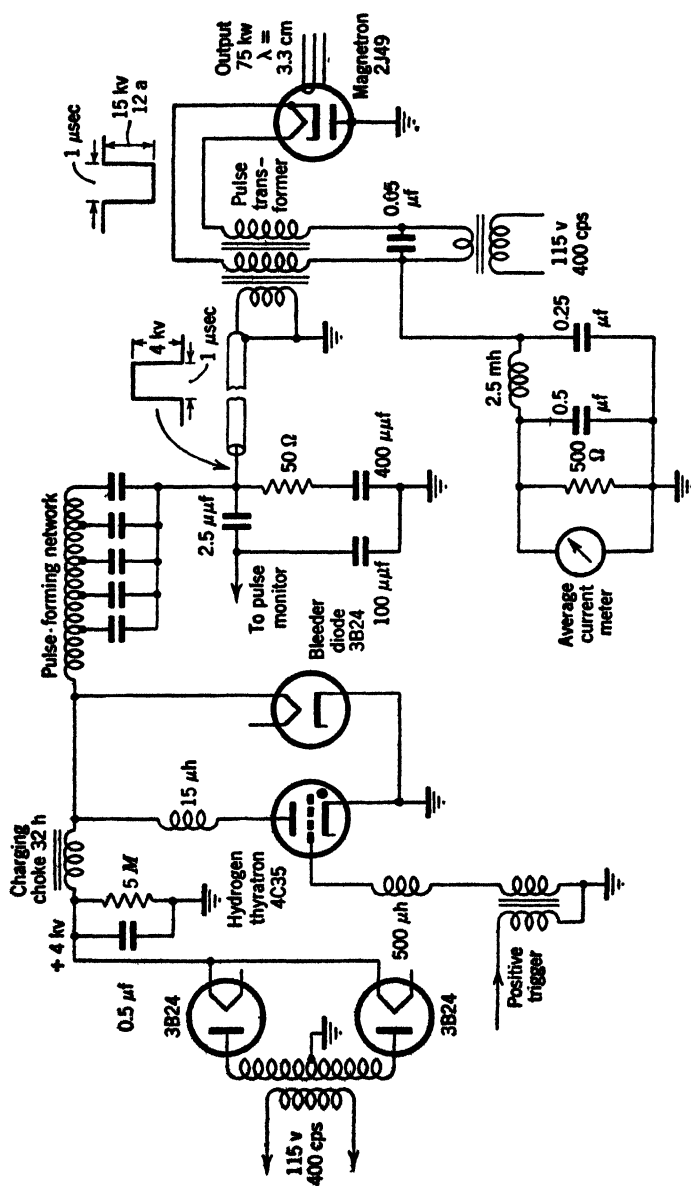 115 v
400 cps
3B24
3B24
0.5 μf
+ 4 kv
5 M
Charging
choke 32 h
Positive
trigger
500 μh
Hydrogen
thyratron
4C35
15 μh
Bleeder
diode
3B24
Pulse-forming network
To pulse
monitor
2.5 μμf
100 μμf
50 Ω
400 μμf
4 kv
1 μsec
Pulse
trans-
former
1 μsec
15 kv
12 a
Output
75 kw
λ =
3.3 cm
Magnetron
2J49
0.05
μf
115 v
400 cps
2.5 mh
0.25
μf
0.5
μf
500
Ω
Average
current
meter